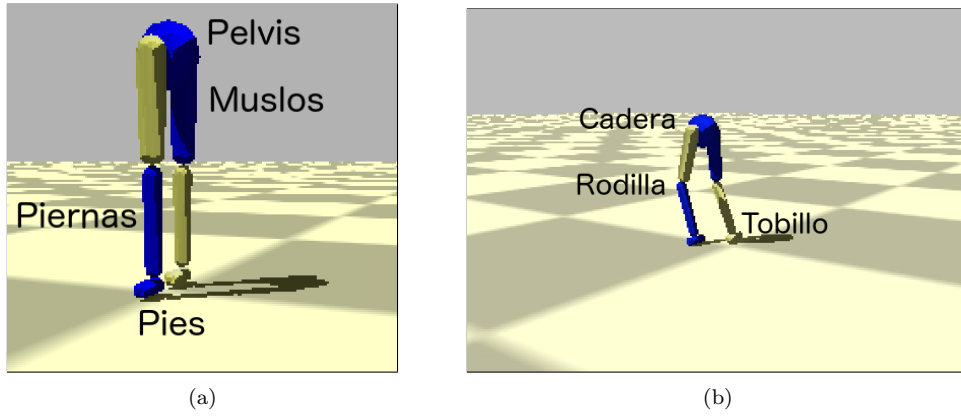 Pelvis
Muslos
Piernas
Pies
(a)
Cadera
Rodilla
Tobillo
(b)